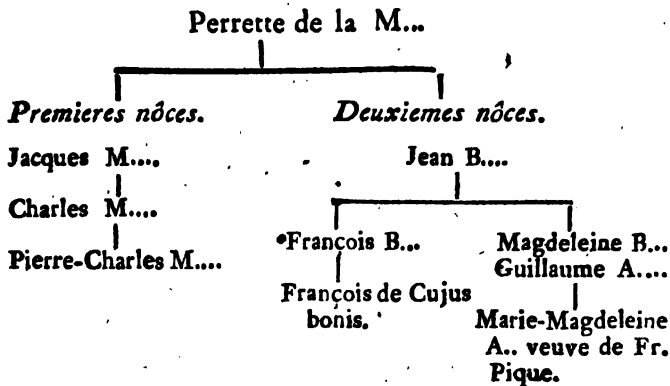 Perrette de la M...
Premieres nôces.
Deuxiemes nôces.
Jacques M....
Jean B....
Charles M....
Pierre-Charles M....
François B...
Magdeleine B...
Guillaume A....
François de Cujus
bonis.
Marie-Magdeleine
A.. veuve de Fr.
Pique.